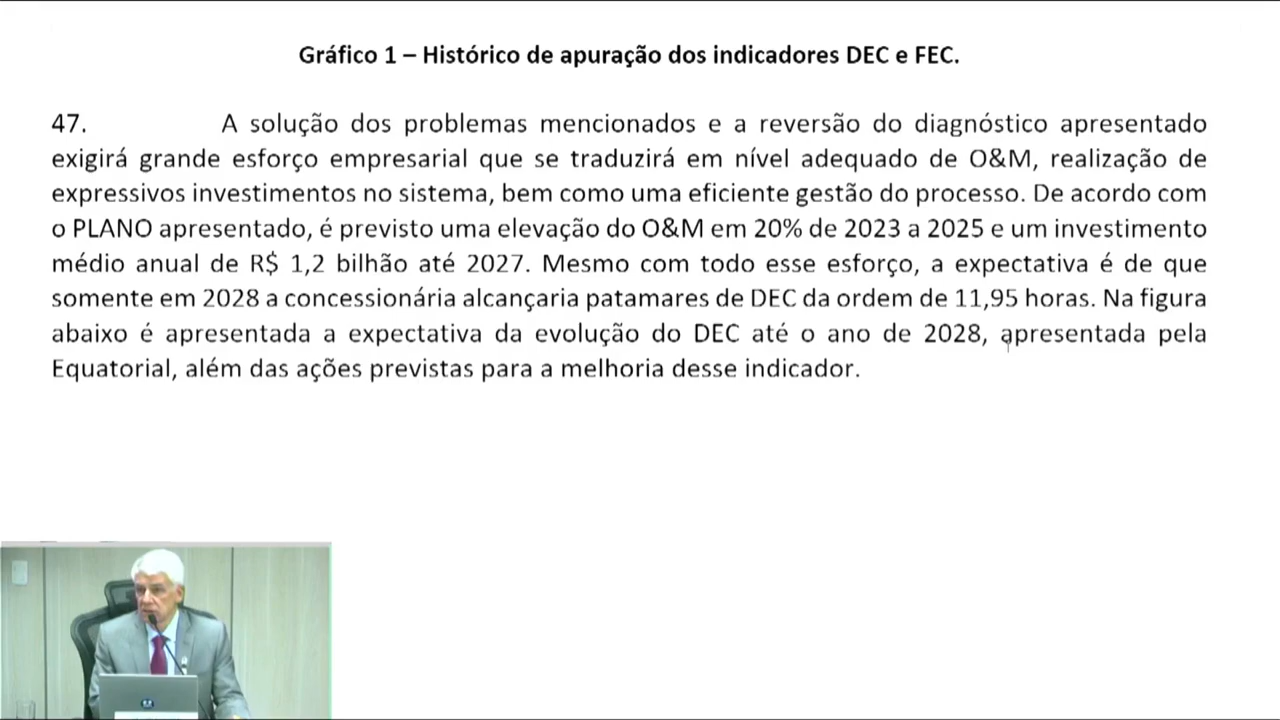 Gráfico 1 – Histórico de apuração dos indicadores DEC e FEC.
47. A solução dos problemas mencionados e a reversão do diagnóstico apresentado
exigirá grande esforço empresarial que se traduzirá em nível adequado de O&M, realização de
expressivos investimentos no sistema, bem como uma eficiente gestão do processo. De acordo com
o PLANO apresentado, é previsto uma elevação do O&M em 20% de 2023 a 2025 e um investimento
médio anual de R$ 1,2 bilhão até 2027. Mesmo com todo esse esforço, a expectativa é de que
somente em 2028 a concessionária alcançaria patamares de DEC da ordem de 11,95 horas. Na figura
abaixo é apresentada a expectativa da evolução do DEC até o ano de 2028, apresentada pela
Equatorial, além das ações previstas para a melhoria desse indicador.